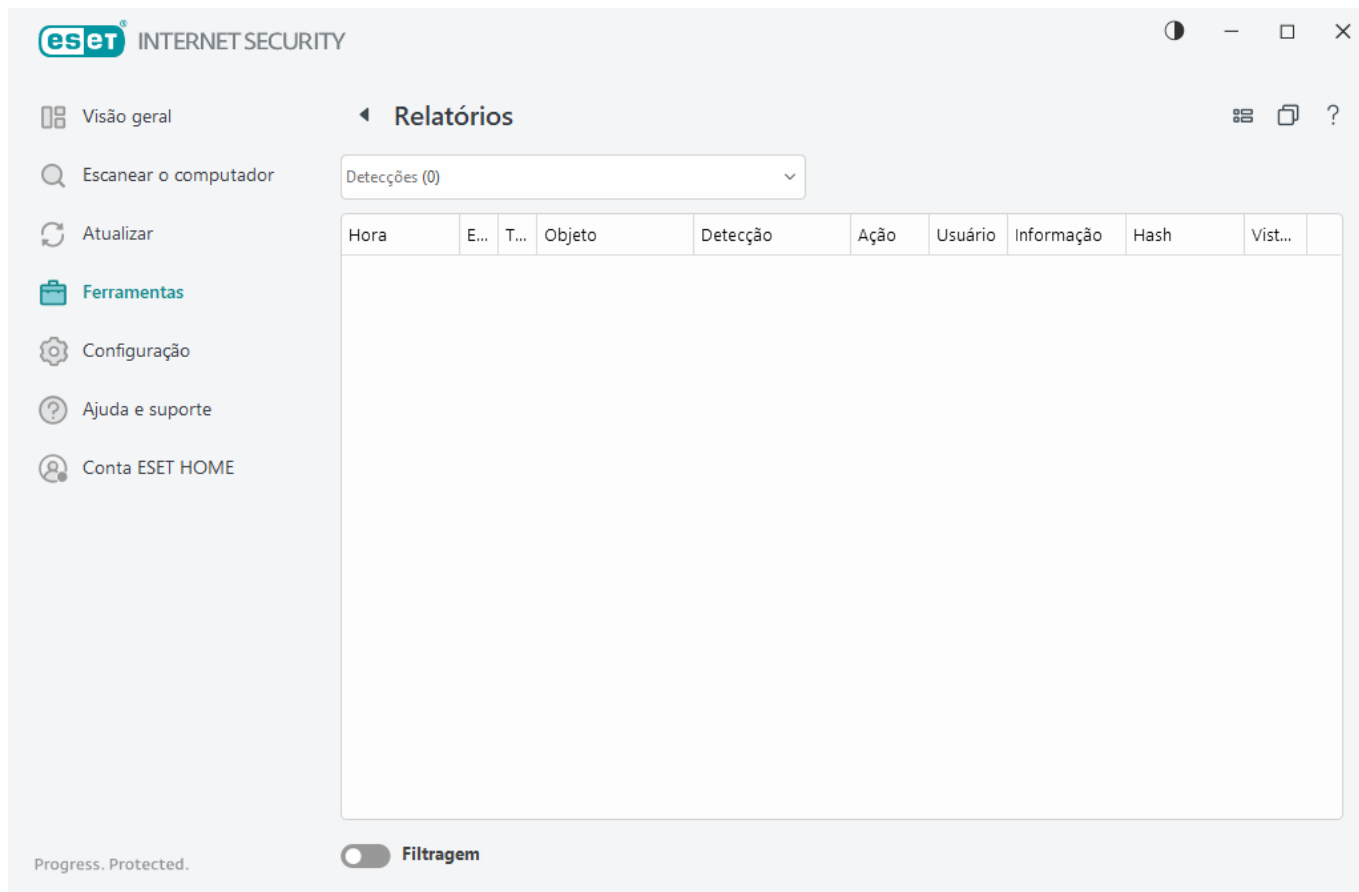 eset® INTERNET SECURITY
Visão geral
Relatórios
?
Escanear o computador
Detecções (0)
Atualizar
Hora E... T... Objeto Detecção Ação Usuário Informação Hash Vist...
Ferramentas
Configuração
Ajuda e suporte
Conta ESET HOME
Filtragem
Progress. Protected.